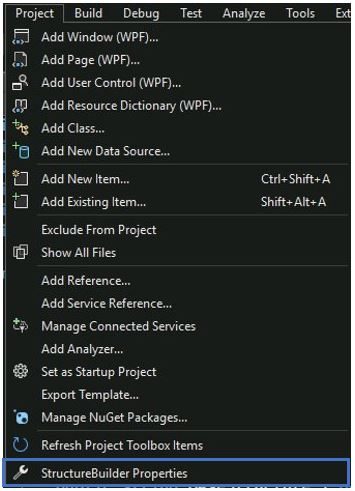 Project Build Debug Test Analyze Tools Ext
Add Window (WPF)...
Add Page (WPF)...
Add User Control (WPF)...
Add Resource Dictionary (WPF)...
Add Class...
Add New Data Source...
Add New Item... Ctrl+Shift+A
Add Existing Item... Shift+Alt+A
Exclude From Project
Show All Files
Add Reference...
Add Service Reference...
Manage Connected Services
Add Analyzer...
Set as Startup Project
Export Template...
Manage NuGet Packages...
Refresh Project Toolbox Items
StructureBuilder Properties